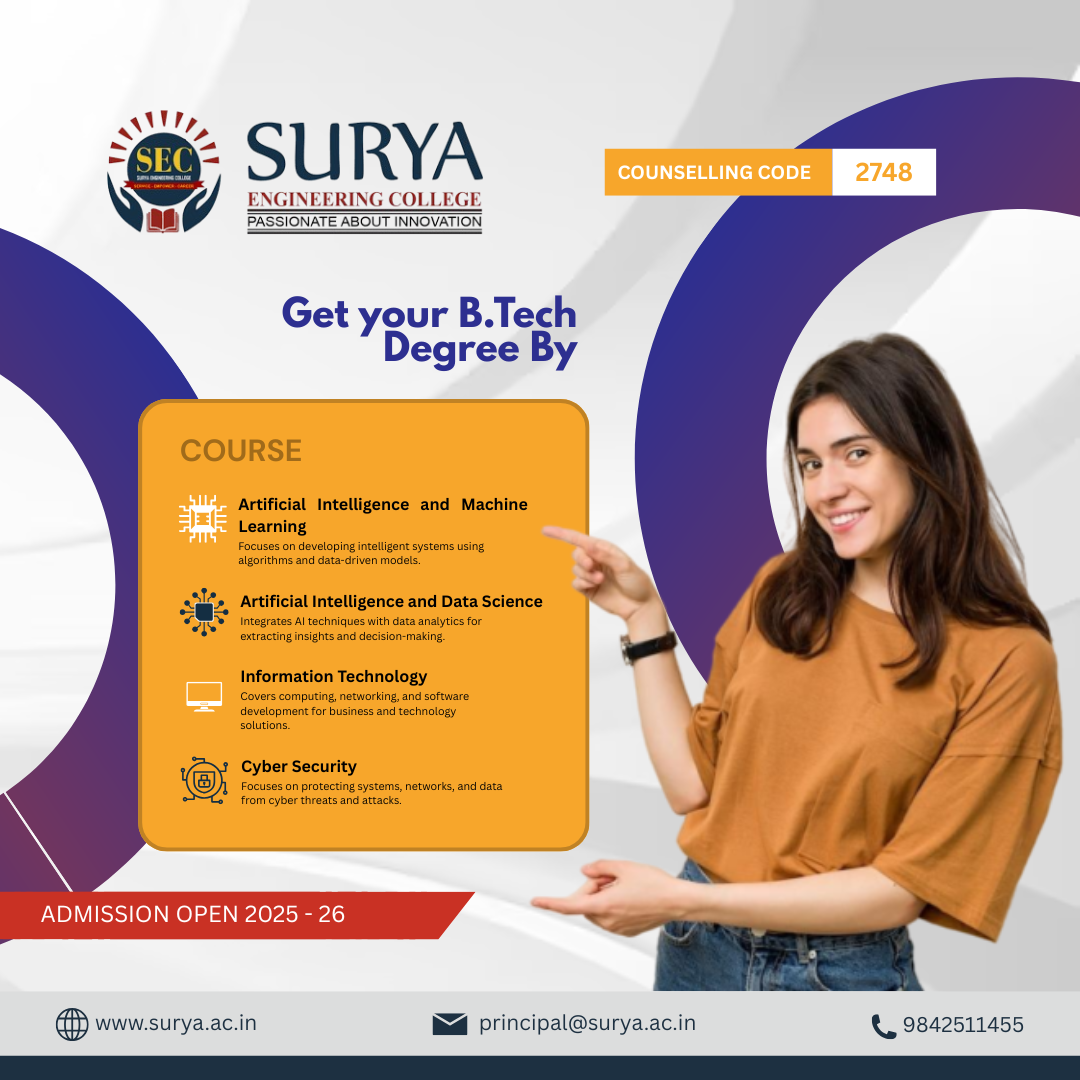 SEC
SURYA ENGINEERING COLLEGE
SERVICE - EMPOWER - CAREER
SURYA
ENGINEERING COLLEGE
PASSIONATE ABOUT INNOVATION
COUNSELLING CODE 2748
Get your B.Tech
Degree By
COURSE
Artificial Intelligence and Machine
Learning
Focuses on developing intelligent systems using
algorithms and data-driven models.
Artificial Intelligence and Data Science
Integrates AI techniques with data analytics for
extracting insights and decision-making.
Information Technology
Covers computing, networking, and software
development for business and technology
solutions.
Cyber Security
Focuses on protecting systems, networks, and data
from cyber threats and attacks.
ADMISSION OPEN 2025 - 26
www.surya.ac.in
principal@surya.ac.in
9842511455